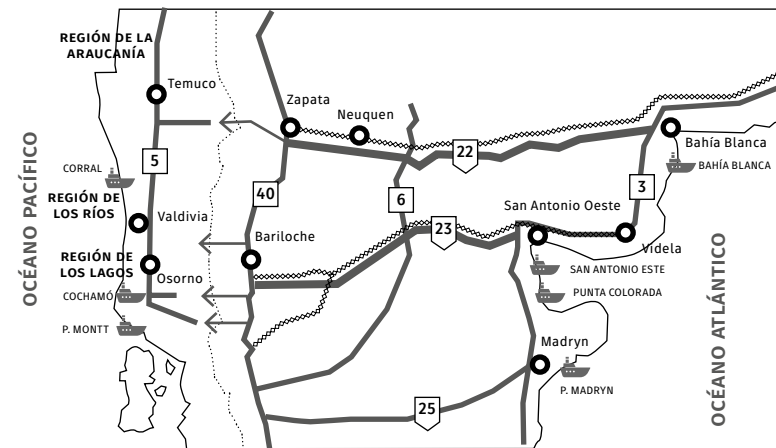 REGIÓN DE LA
ARAUCANÍA
Temuco
Zapata
Neuquen
22
Bahía Blanca
BAHÍA BLANCA
OCÉANO PACÍFICO
5
CORRAL
40
6
3
REGIÓN DE
LOS RÍOS
Valdivia
San Antonio Oeste
23
Bariloche
Videla
REGIÓN DE
LOS LAGOS
Osorno
SAN ANTONIO ESTE
COCHAMÓ
PUNTA COLORADA
P. MONTT
OCÉANO ATLÁNTICO
Madryn
P. MADRYN
25